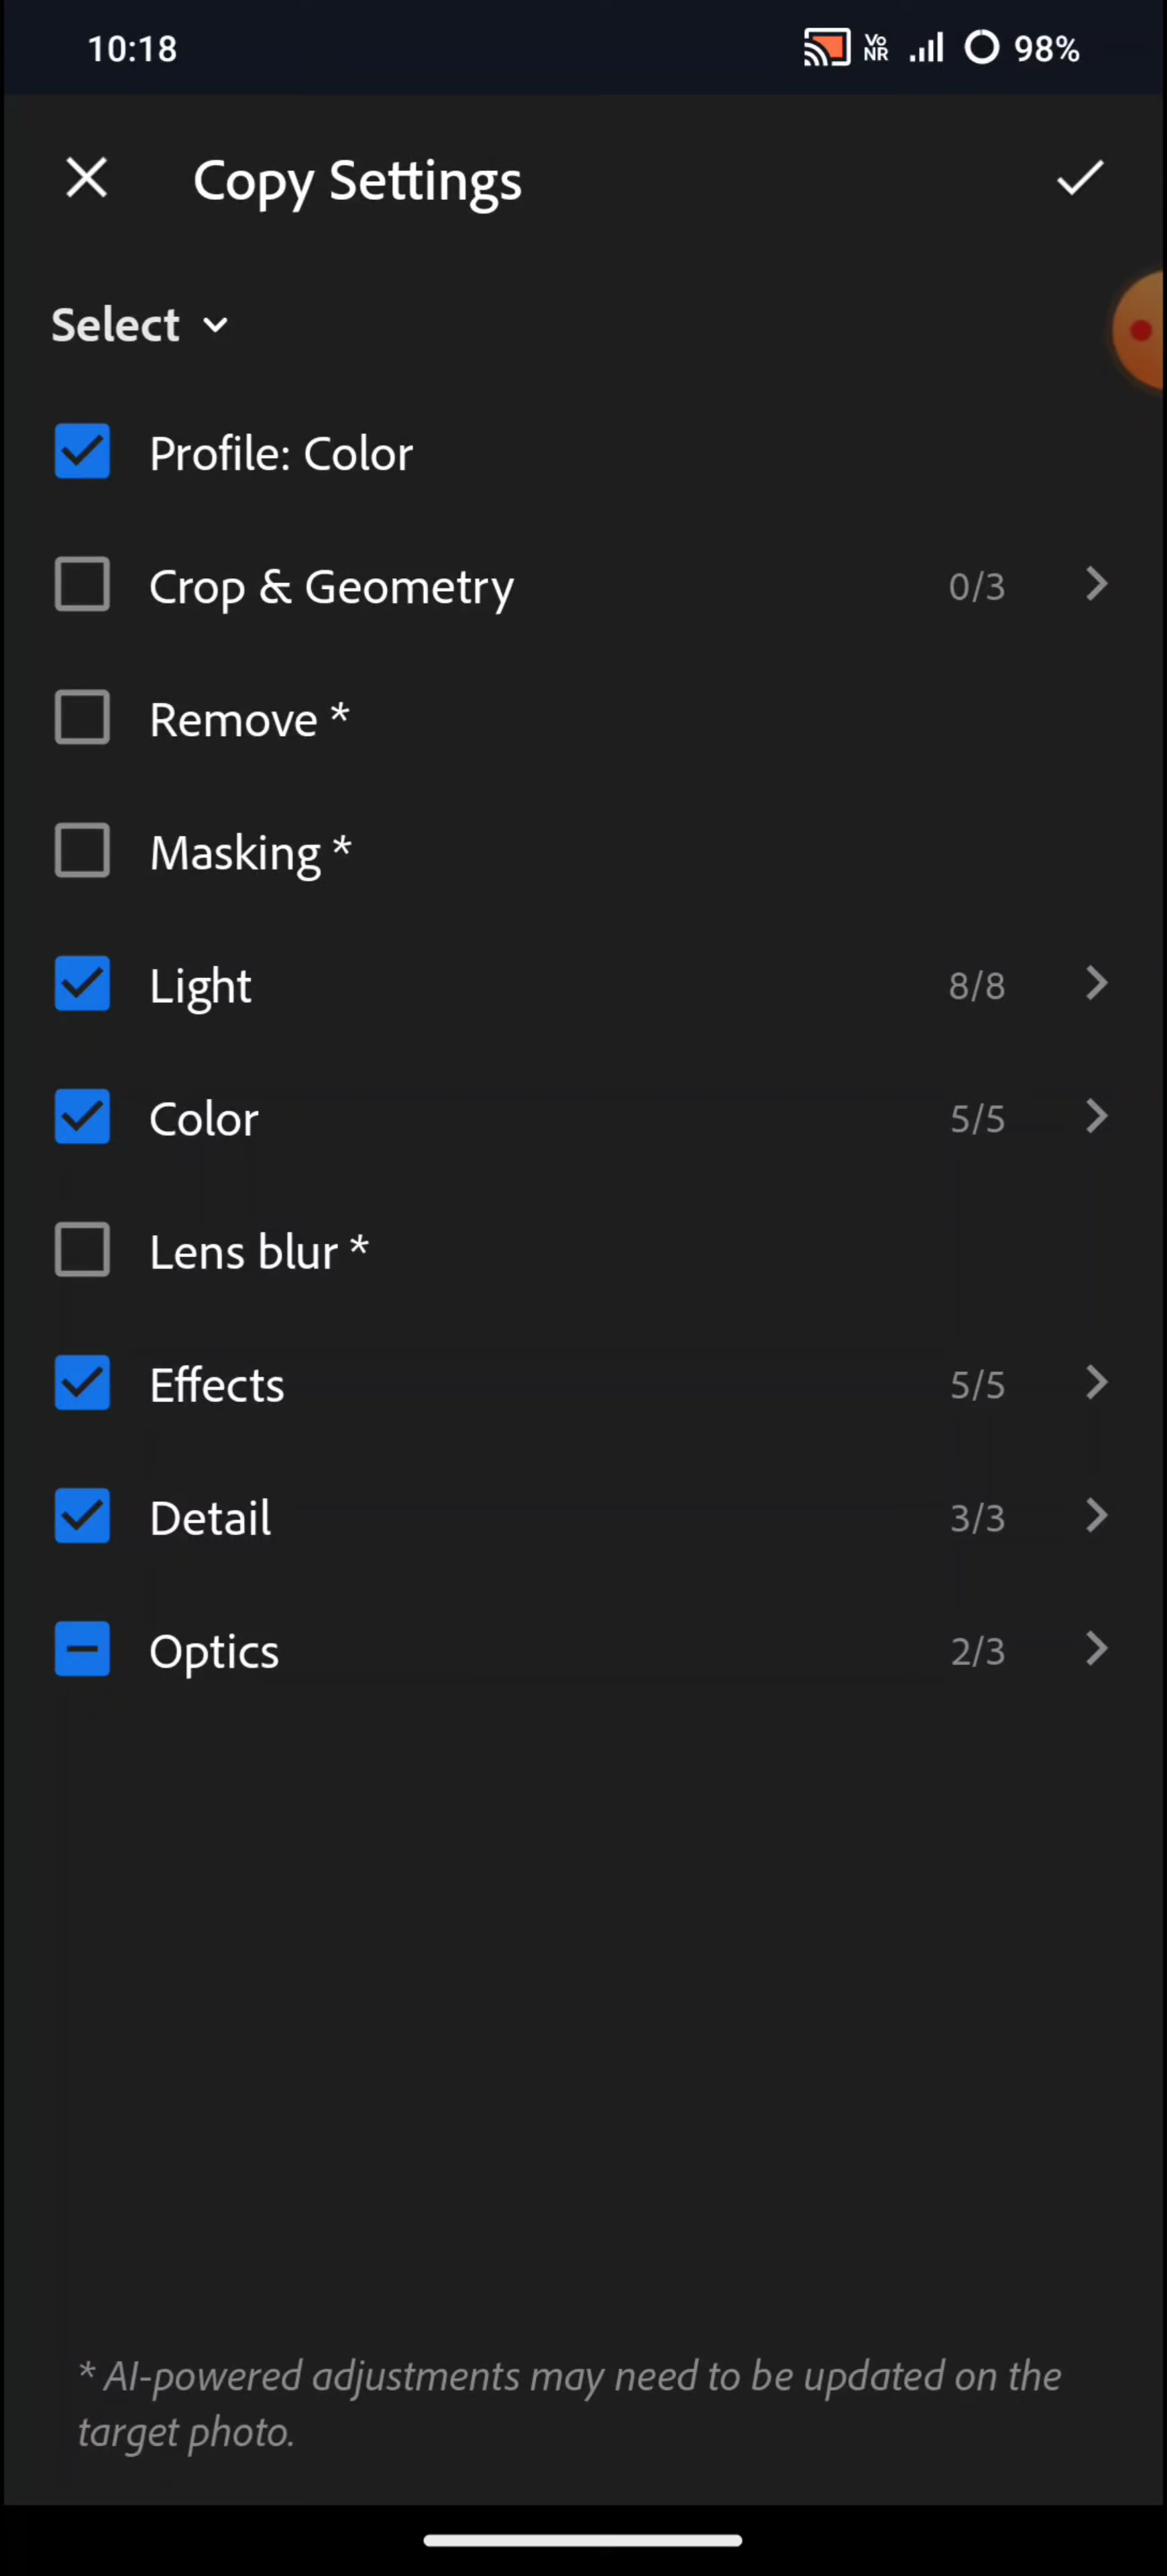 10:18 Vo NR 98%
Copy Settings
Select
Profile: Color
Crop & Geometry 0/3
Remove *
Masking *
Light 8/8
Color 5/5
Lens blur *
Effects 5/5
Detail 3/3
Optics 2/3
* AI-powered adjustments may need to be updated on the
target photo.